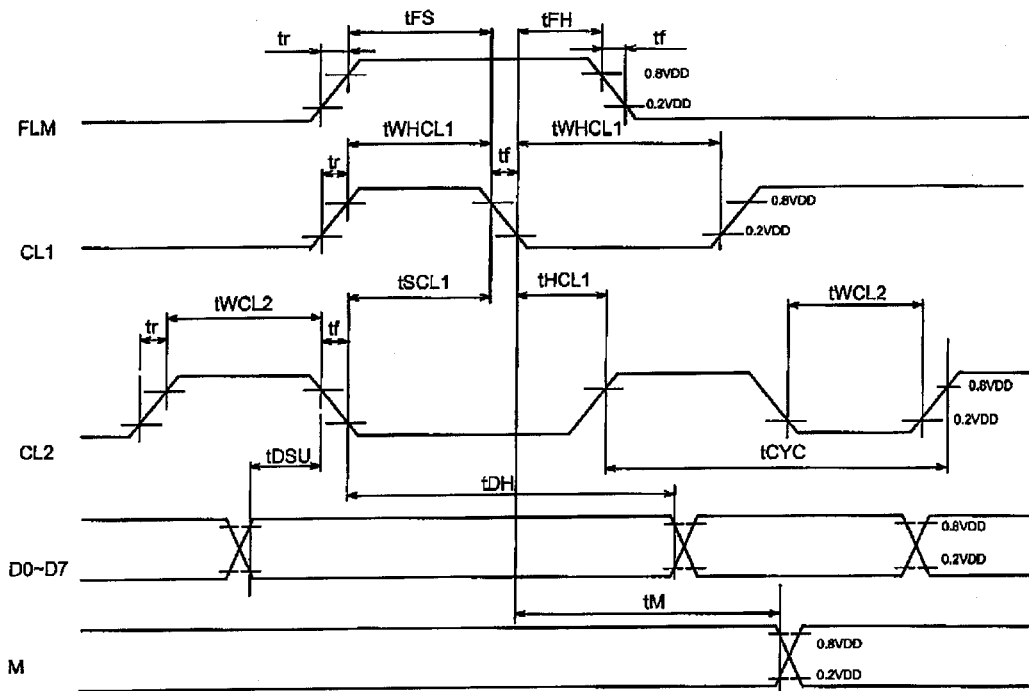 tFS
tFH
tr
tf
0.8VDD
0.2VDD
FLM
tWHCL1
tWHCL1
tr
tf
0.8VDD
0.2VDD
CL1
tSCL1
tHCL1
tWCL2
tWCL2
tr
tf
0.8VDD
0.2VDD
CL2
tDSU
tCYC
tDH
0.8VDD
0.2VDD
D0~D7
tM
0.8VDD
0.2VDD
M